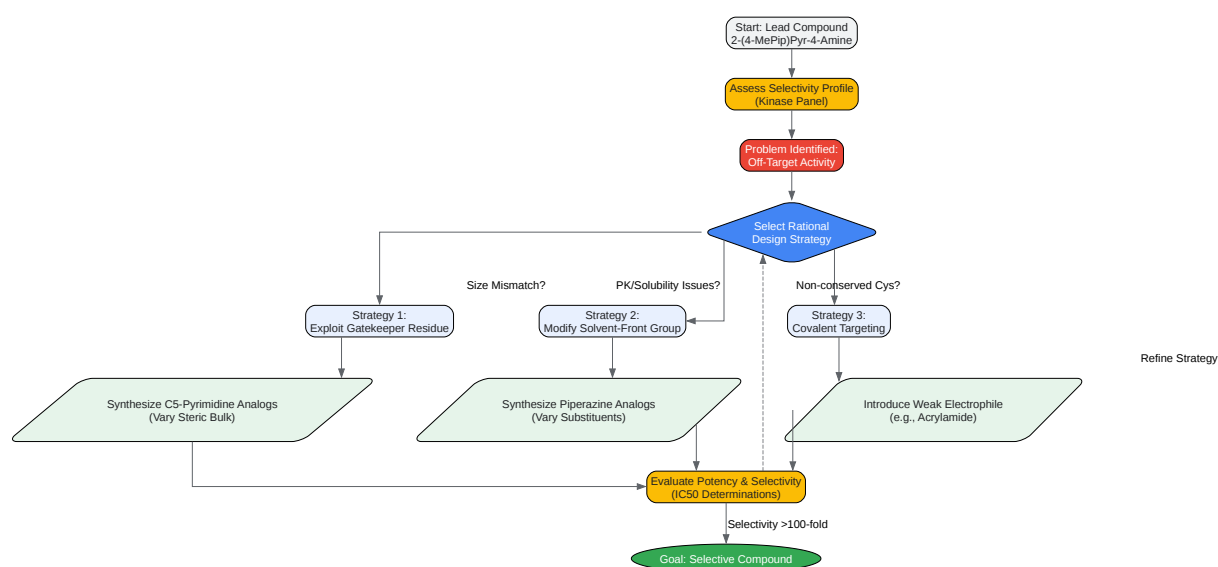 Start: Lead Compound
2-(4-MePip)Pyr-4-Amine
Assess Selectivity Profile
(Kinase Panel)
Problem Identified:
Off-Target Activity
Select Rational
Design Strategy
Size Mismatch?
PK/Solubility Issues?
Non-conserved Cys?
Strategy 1:
Exploit Gatekeeper Residue
Strategy 2:
Modify Solvent-Front Group
Strategy 3:
Covalent Targeting
Refine Strategy
Synthesize C5-Pyrimidine Analogs
(Vary Steric Bulk)
Synthesize Piperazine Analogs
(Vary Substituents)
Introduce Weak Electrophile
(e.g., Acrylamide)
Evaluate Potency & Selectivity
(IC50 Determinations)
Selectivity >100-fold
Goal: Selective Compound